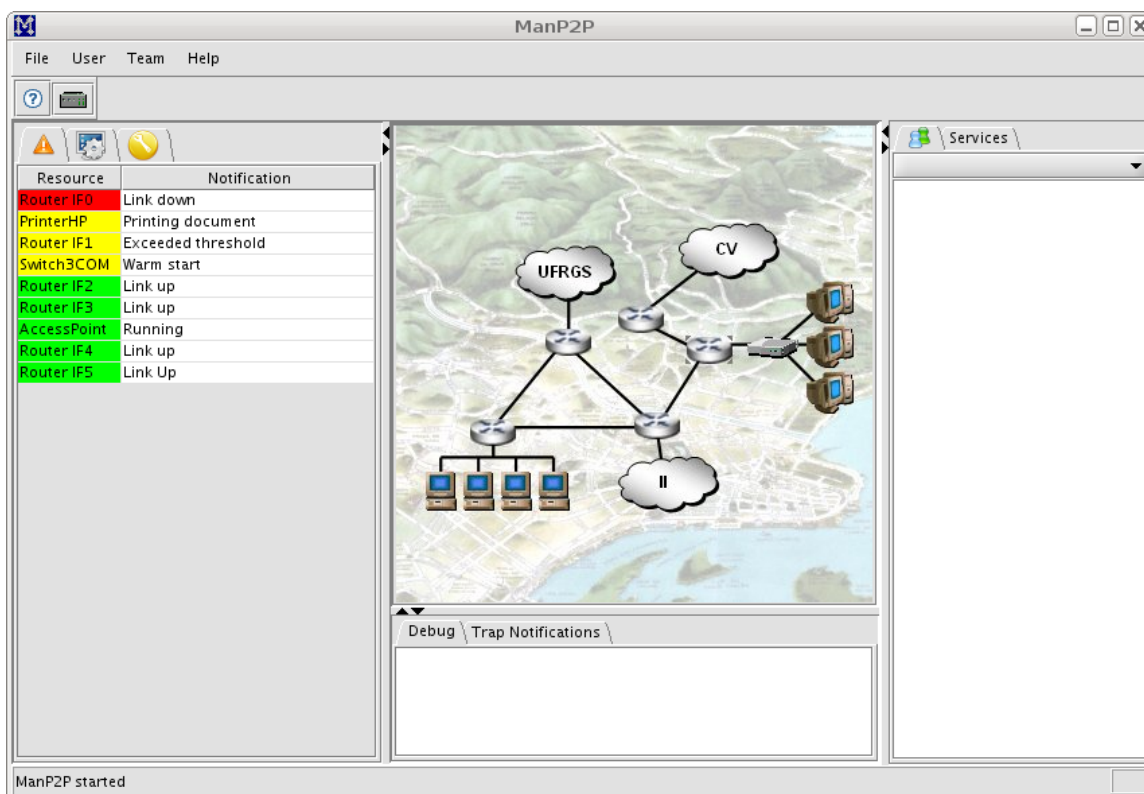 ManP2P
File User Team Help
Resource Notification
Router IF0 Link down
PrinterHP Printing document
Router IF1 Exceeded threshold
Switch3COM Warm start
Router IF2 Link up
Router IF3 Link up
AccessPoint Running
Router IF4 Link up
Router IF5 Link Up
CV
UFRGS
II
Debug Trap Notifications
Services
ManP2P started